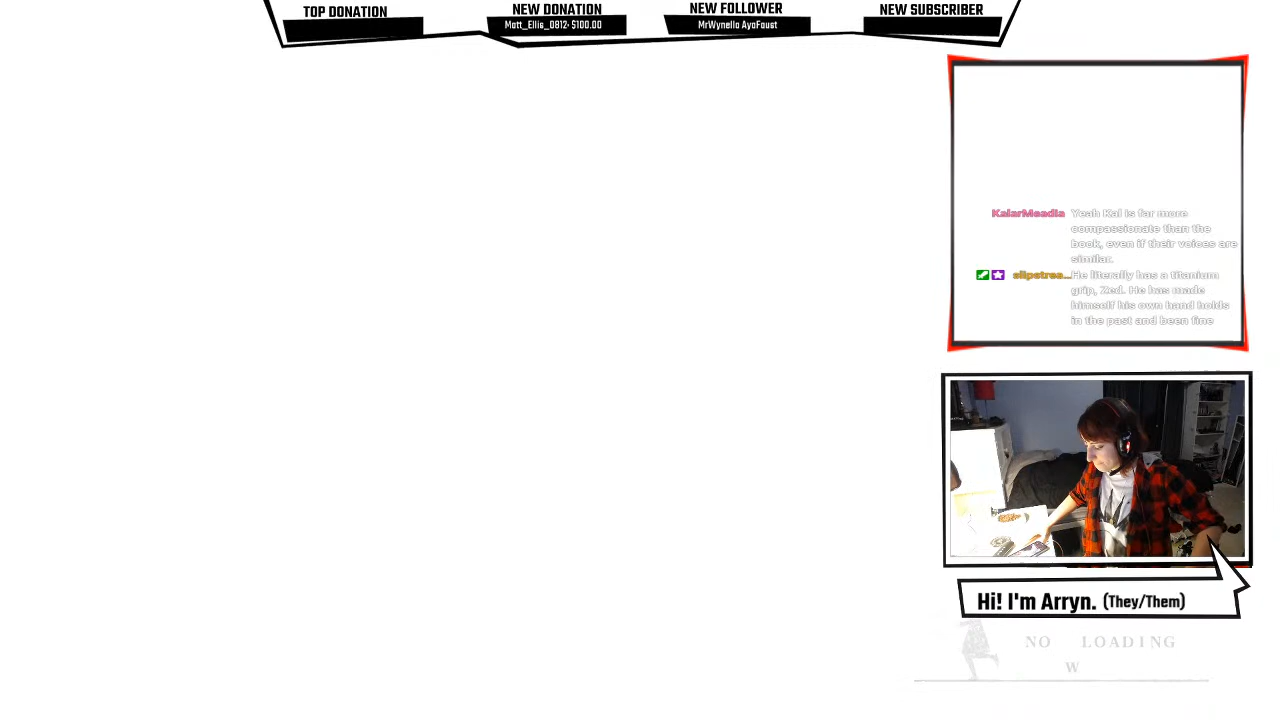 TOP DONATION
NEW DONATION
NEW FOLLOWER
NEW SUBSCRIBER
Matt_Ellis_0812• $100.00
MrWynello AyoFaust
KalarMeadia Yeah Kal is far more
compassionate than the
book, even if their voices are
similar.
slipstrea... He literally has a titanium
grip, Zed. He has made
himself his own hand holds
in the past and been fine
Hi! I'm Arryn. (They/Them)
NO LOADING
W